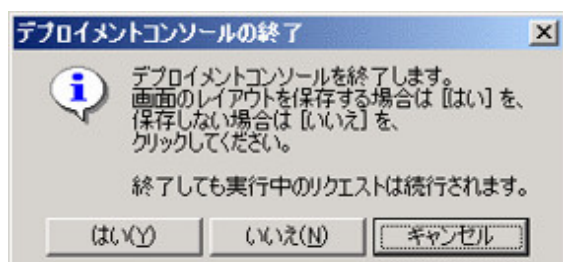 デプロイメントコンソールの終了
デプロイメントコンソールを終了します。
画面のレイアウトを保存する場合は [はい] を、
保存しない場合は [いいえ] を、
クリックしてください。
終了しても実行中のリクエストは続行されます。
はい(Y)
いいえ(N)
キャンセル